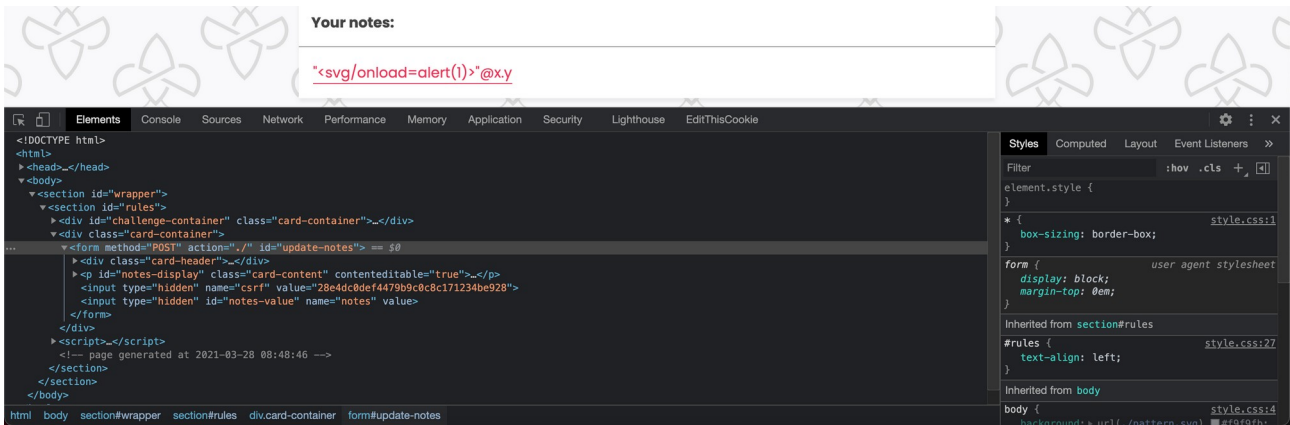 Your notes:
"<svg/onload=alert(1)>"@x.y
Elements Console Sources Network Performance Memory Application Security Lighthouse EditThisCookie
<!DOCTYPE html>
<html>
▶<head>…</head>
▼<body>
▼<section id="wrapper">
▼<section id="rules">
▶<div id="challenge-container" class="card-container">…</div>
▼<div class="card-container">
… ▼<form method="POST" action="./" id="update-notes"> == $0
▶<div class="card-header">…</div>
▶<p id="notes-display" class="card-content" contenteditable="true">…</p>
<input type="hidden" name="csrf" value="28e4dc0def4479b9c0c8c171234be928">
<input type="hidden" id="notes-value" name="notes" value>
</form>
</div>
▶<script>…</script>
<!-- page generated at 2021-03-28 08:48:46 -->
</section>
</section>
</body>
html body section#wrapper section#rules div.card-container form#update-notes
Styles Computed Layout Event Listeners »
Filter :hov .cls +
element.style {
}
* { style.css:1
box-sizing: border-box;
}
form { user agent stylesheet
display: block;
margin-top: 0em;
}
Inherited from section#rules
#rules { style.css:27
text-align: left;
}
Inherited from body
body { style.css:4
background: ▶ url(./pattern.svg) #f9f9fb;